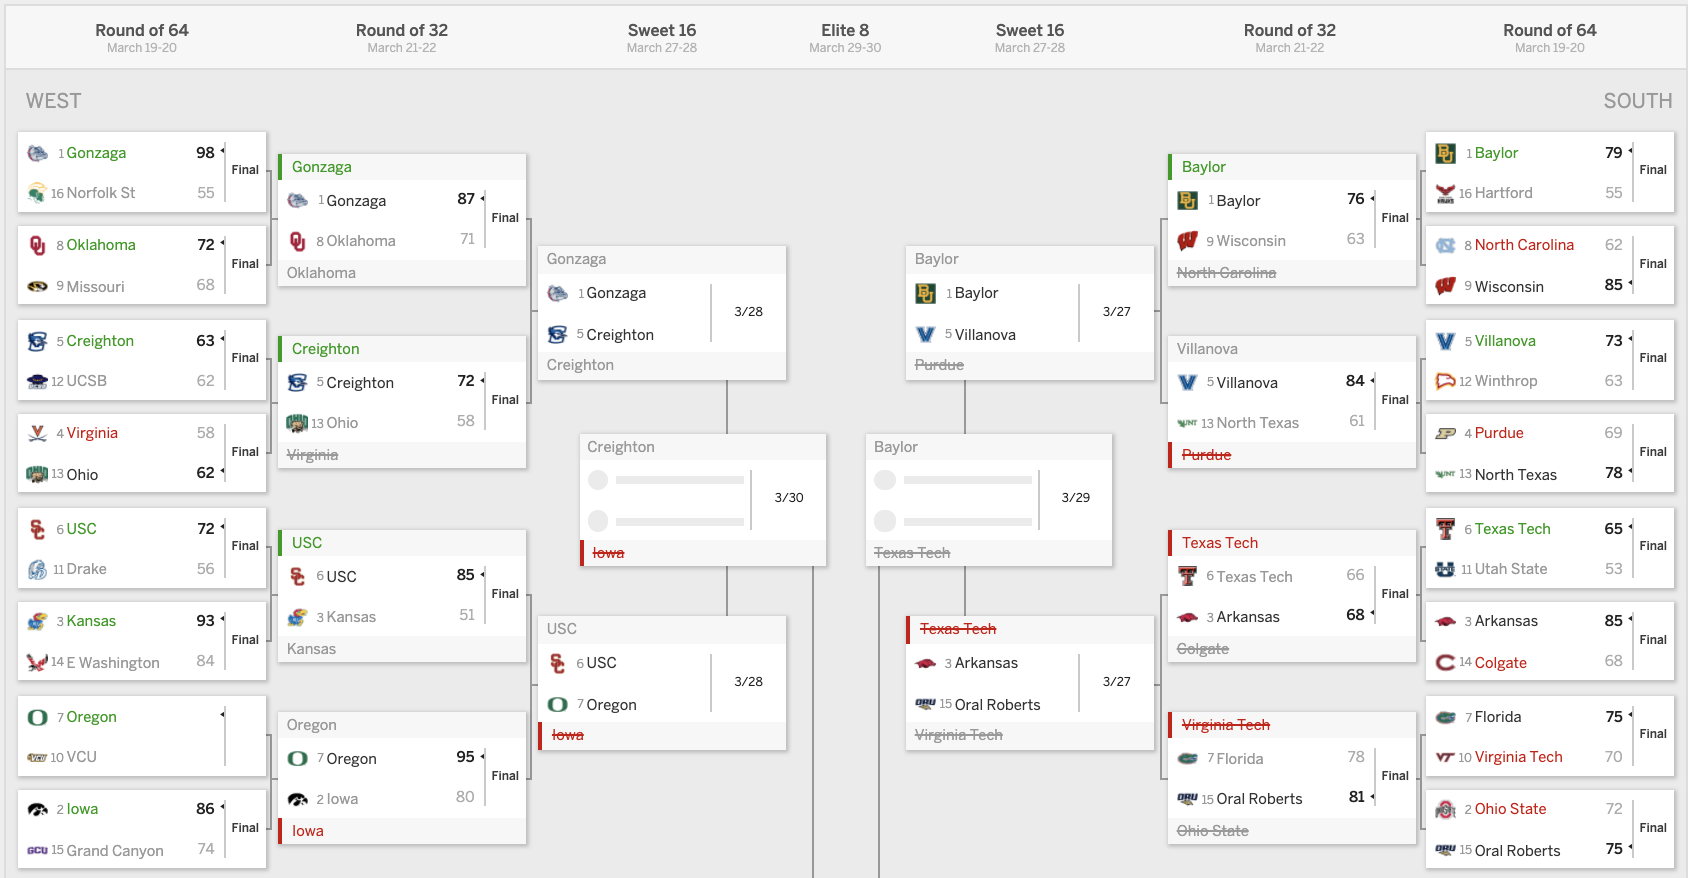 Round of 64
March 19-20
Round of 32
March 21-22
Sweet 16
March 27-28
Elite 8
March 29-30
Sweet 16
March 27-28
Round of 32
March 21-22
Round of 64
March 19-20
WEST
SOUTH
1 Gonzaga 98
16 Norfolk St 55
Final
8 Oklahoma 72
9 Missouri 68
Final
5 Creighton 63
12 UCSB 62
Final
4 Virginia 58
13 Ohio 62
Final
6 USC 72
11 Drake 56
Final
3 Kansas 93
14 E Washington 84
Final
7 Oregon
10 VCU
2 Iowa 86
15 Grand Canyon 74
Final
Gonzaga
1 Gonzaga 87
8 Oklahoma 71
Final
Oklahoma
Creighton
5 Creighton 72
13 Ohio 58
Final
Virginia
USC
6 USC 85
3 Kansas 51
Final
Kansas
Oregon
7 Oregon 95
2 Iowa 80
Final
Iowa
Gonzaga
1 Gonzaga
5 Creighton
3/28
Creighton
Creighton
3/30
Iowa
USC
6 USC
7 Oregon
3/28
Iowa
Baylor
1 Baylor
5 Villanova
3/27
Purdue
Baylor
3/29
Texas Tech
Texas Tech
3 Arkansas
15 Oral Roberts
3/27
Virginia Tech
Baylor
1 Baylor 76
9 Wisconsin 63
Final
North Carolina
Villanova
5 Villanova 84
13 North Texas 61
Final
Purdue
Texas Tech
6 Texas Tech 66
3 Arkansas 68
Final
Colgate
Virginia Tech
7 Florida 78
15 Oral Roberts 81
Final
Ohio State
1 Baylor 79
16 Hartford 55
Final
8 North Carolina 62
9 Wisconsin 85
Final
5 Villanova 73
12 Winthrop 63
Final
4 Purdue 69
13 North Texas 78
Final
6 Texas Tech 65
11 Utah State 53
Final
3 Arkansas 85
14 Colgate 68
Final
7 Florida 75
10 Virginia Tech 70
Final
2 Ohio State 72
15 Oral Roberts 75
Final